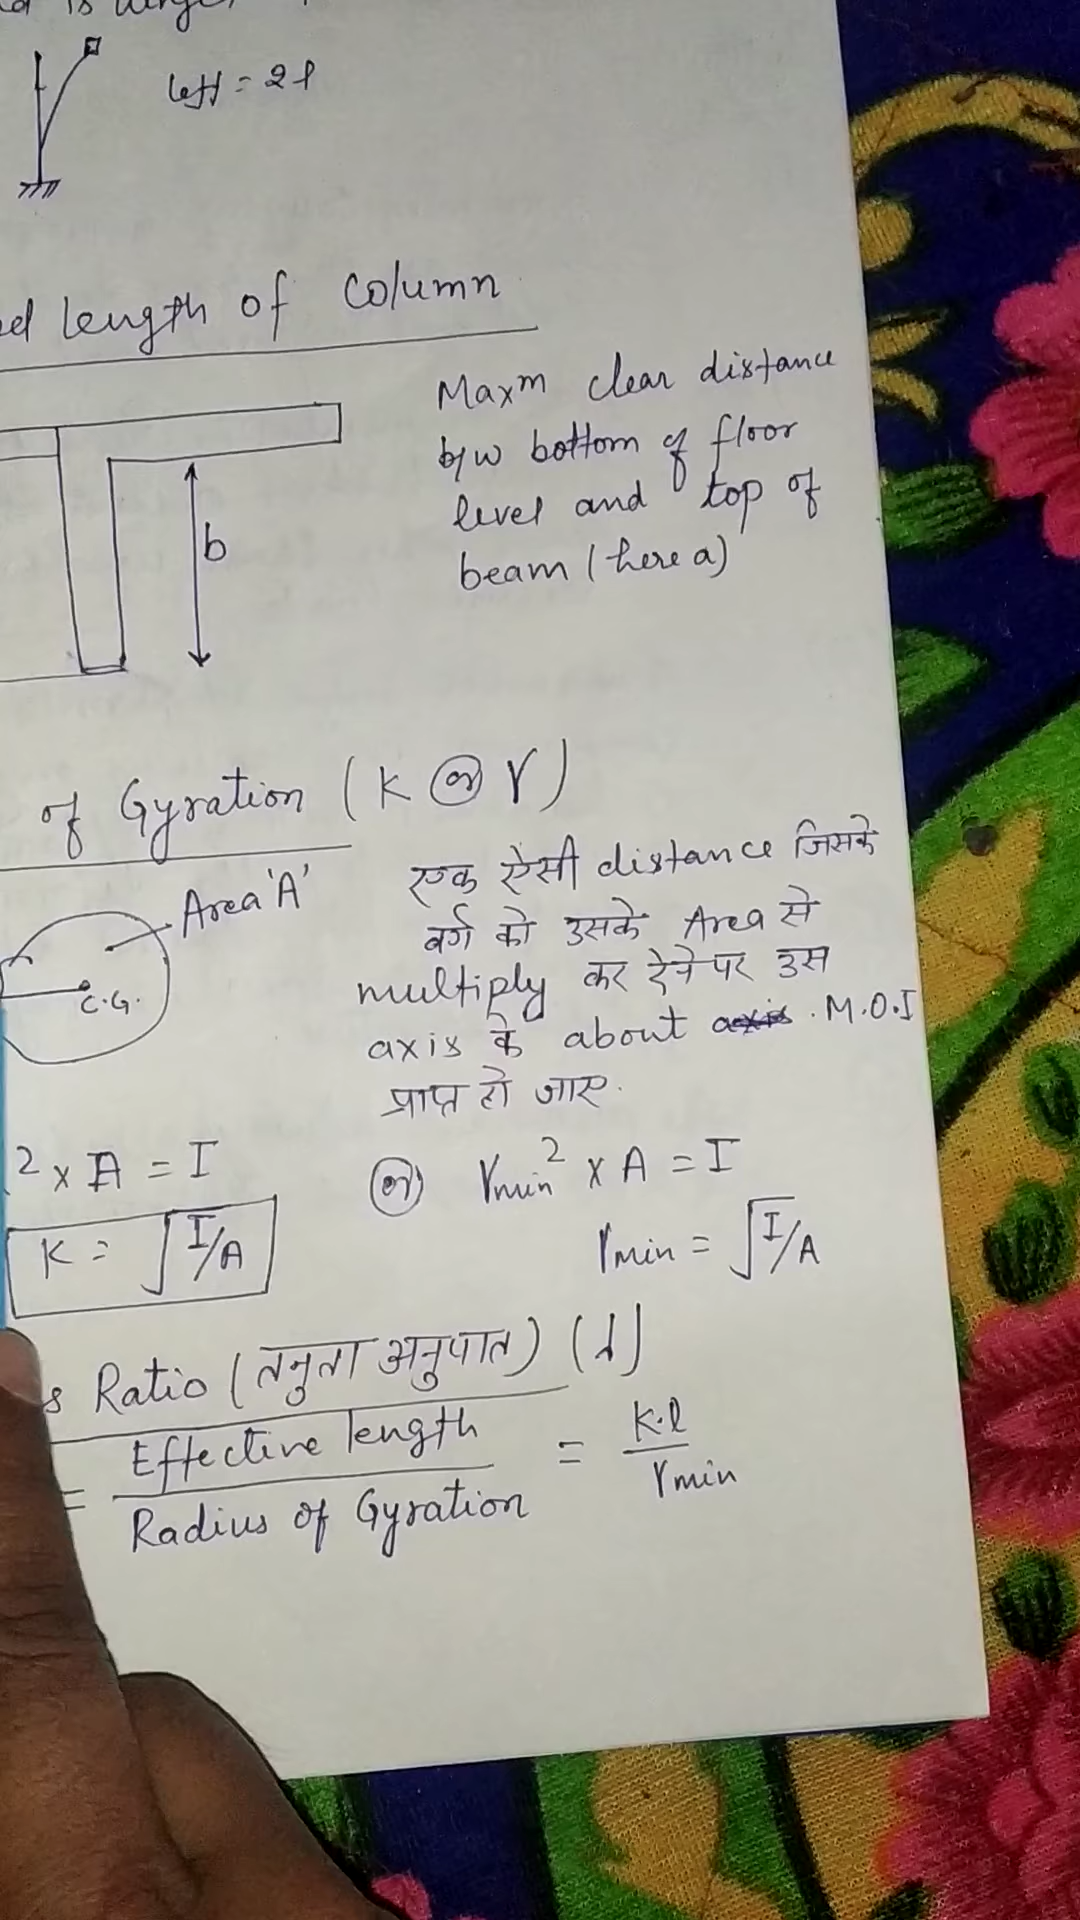 leff = 2l
length of column
Maxm clear distance
b/w bottom of floor
level and top of
beam (here a)
b
of Gyration (K or r)
Area 'A'
C.G.
एक ऐसी distance जिसके
वर्ग को उसके Area से
multiply कर देने पर उस
axis के about M.O.I
प्राप्त हो जाए.
2 x A = I
or rmin² x A = I
K = √I/A
rmin = √I/A
s Ratio (तनुता अनुपात) (λ)
= Effective length / Radius of Gyration = K.l / rmin